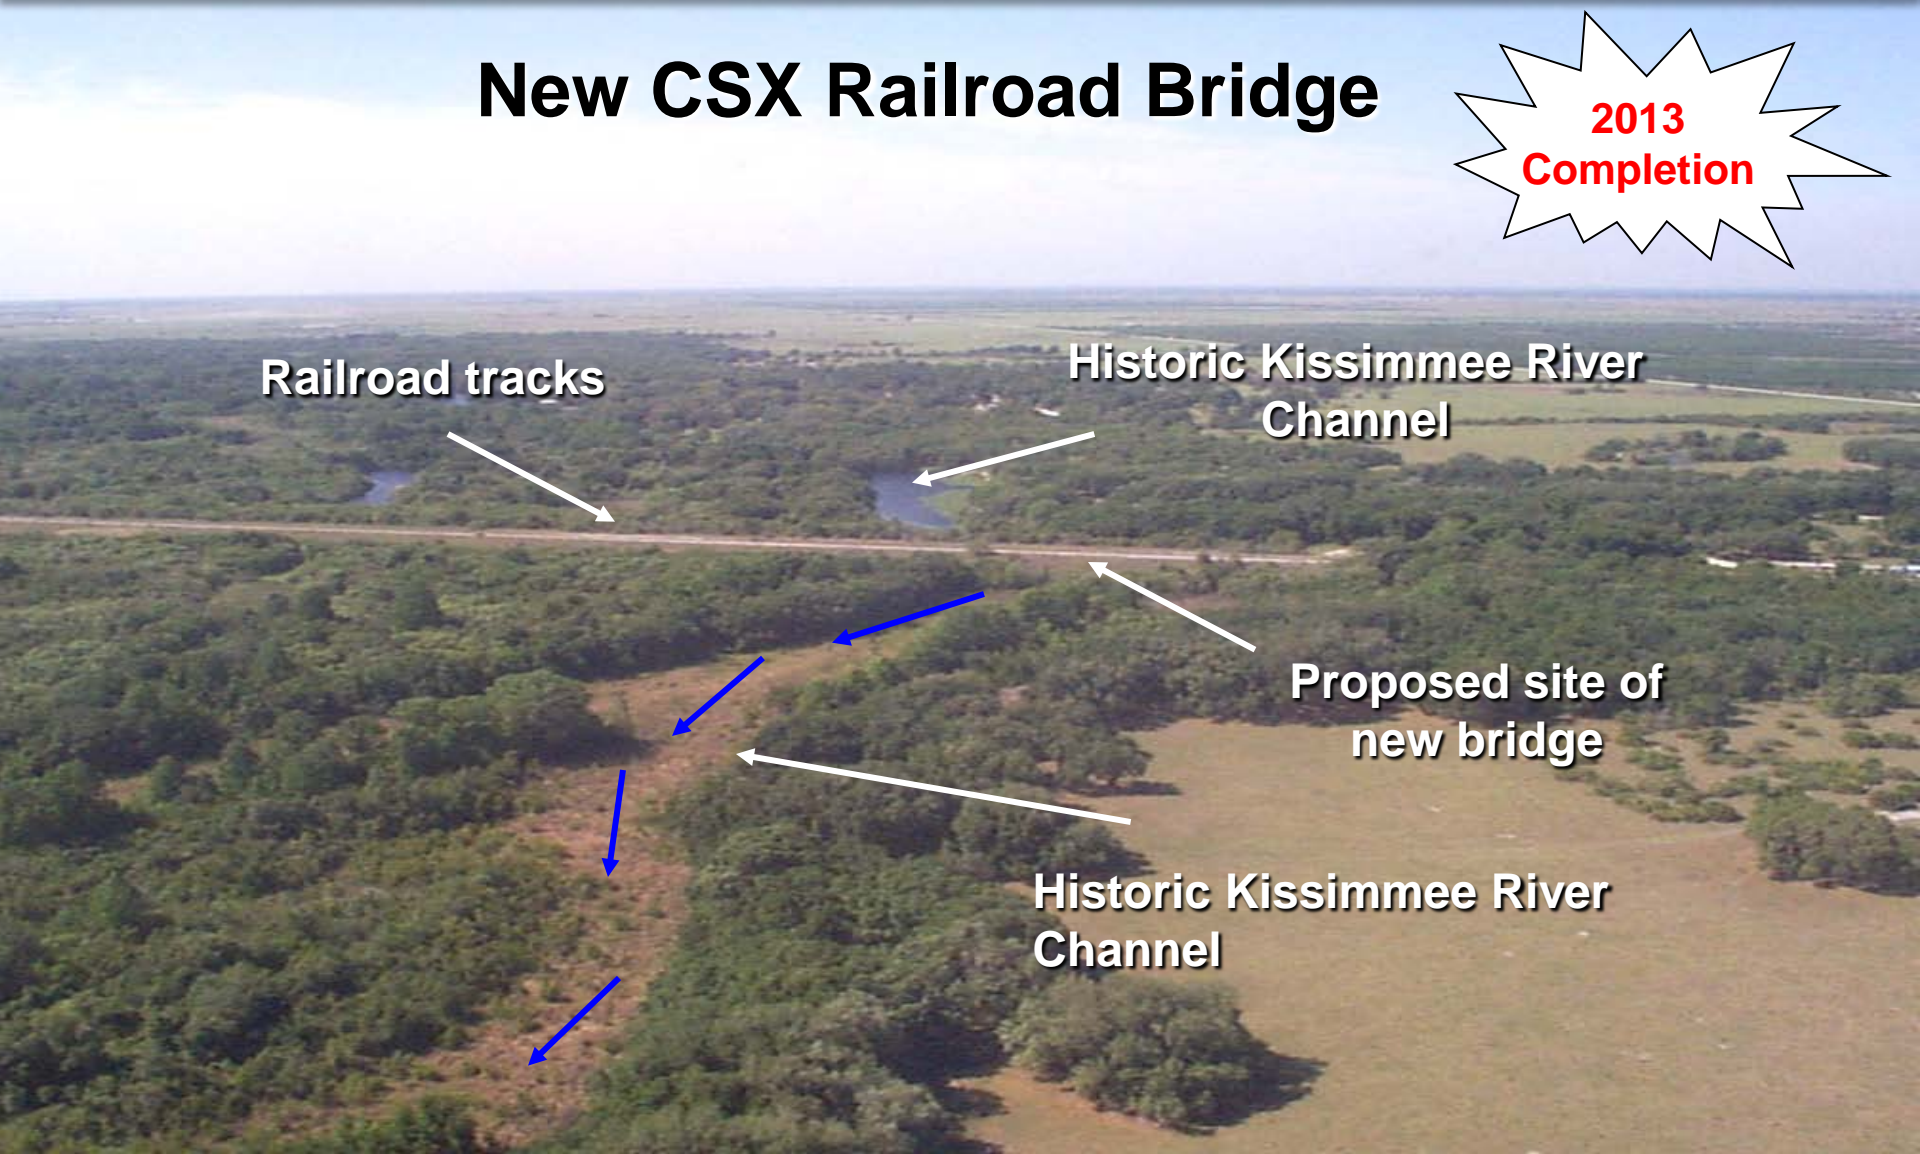 New CSX Railroad Bridge
2013
Completion
Railroad tracks
Historic Kissimmee River
Channel
Proposed site of
new bridge
Historic Kissimmee River
Channel